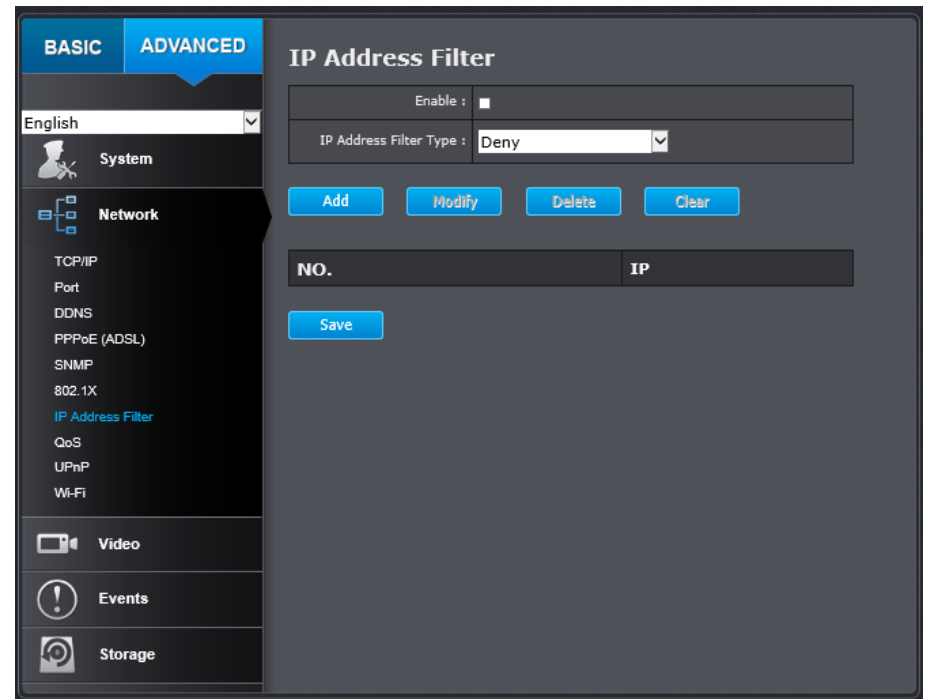 BASIC
ADVANCED
English
System
Network
TCP/IP
Port
DDNS
PPPoE (ADSL)
SNMP
802.1X
IP Address Filter
QoS
UPnP
Wi-Fi
Video
Events
Storage
IP Address Filter
Enable :
IP Address Filter Type : Deny
Add Modify Delete Clear
NO. IP
Save